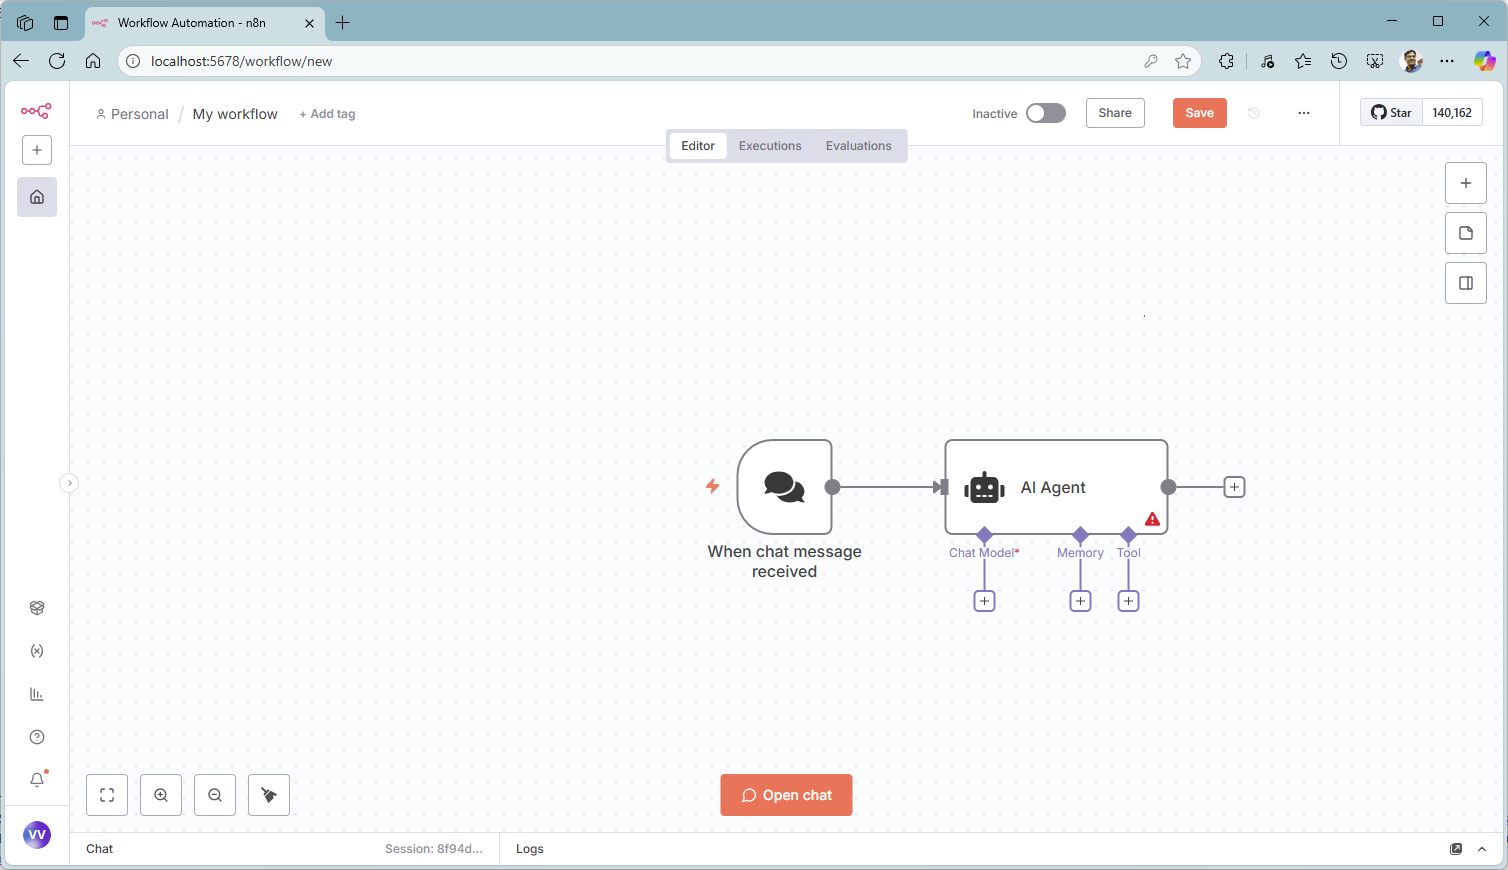 Workflow Automation - n8n
localhost:5678/workflow/new
Personal / My workflow + Add tag
Inactive
Share
Save
Star 140,162
Editor Executions Evaluations
AI Agent
When chat message
received
Chat Model* Memory Tool
Open chat
VV
Chat
Session: 8f94d...
Logs